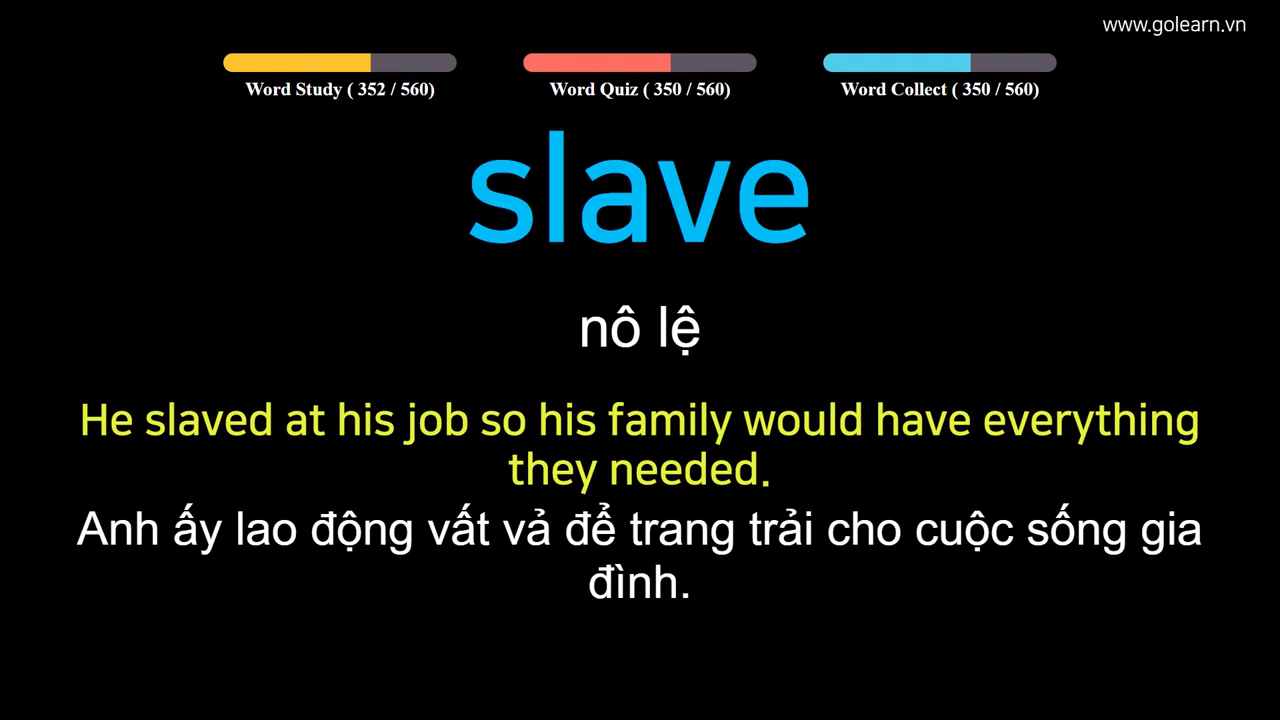 www.golearn.vn
Word Study ( 352 / 560)
Word Quiz ( 350 / 560)
Word Collect ( 350 / 560)
slave
nô lệ
He slaved at his job so his family would have everything
they needed.
Anh ấy lao động vất vả để trang trải cho cuộc sống gia
đình.